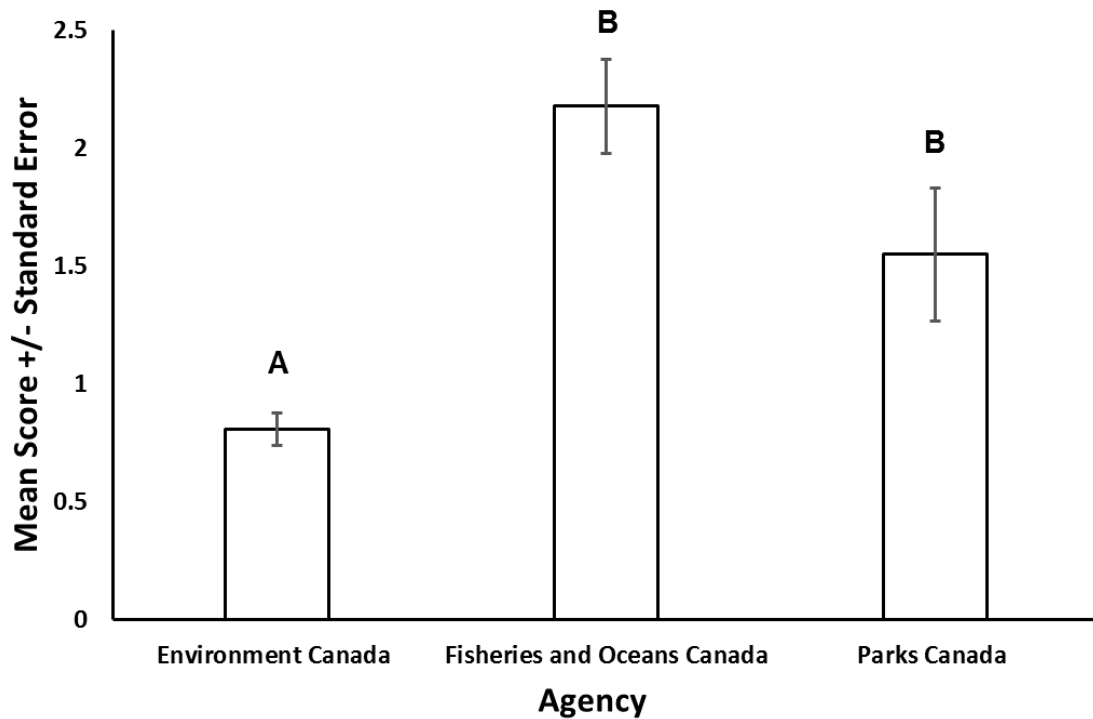 2.5
2
1.5
1
0.5
0
Mean Score +/- Standard Error
A
B
B
Environment Canada
Fisheries and Oceans Canada
Parks Canada
Agency